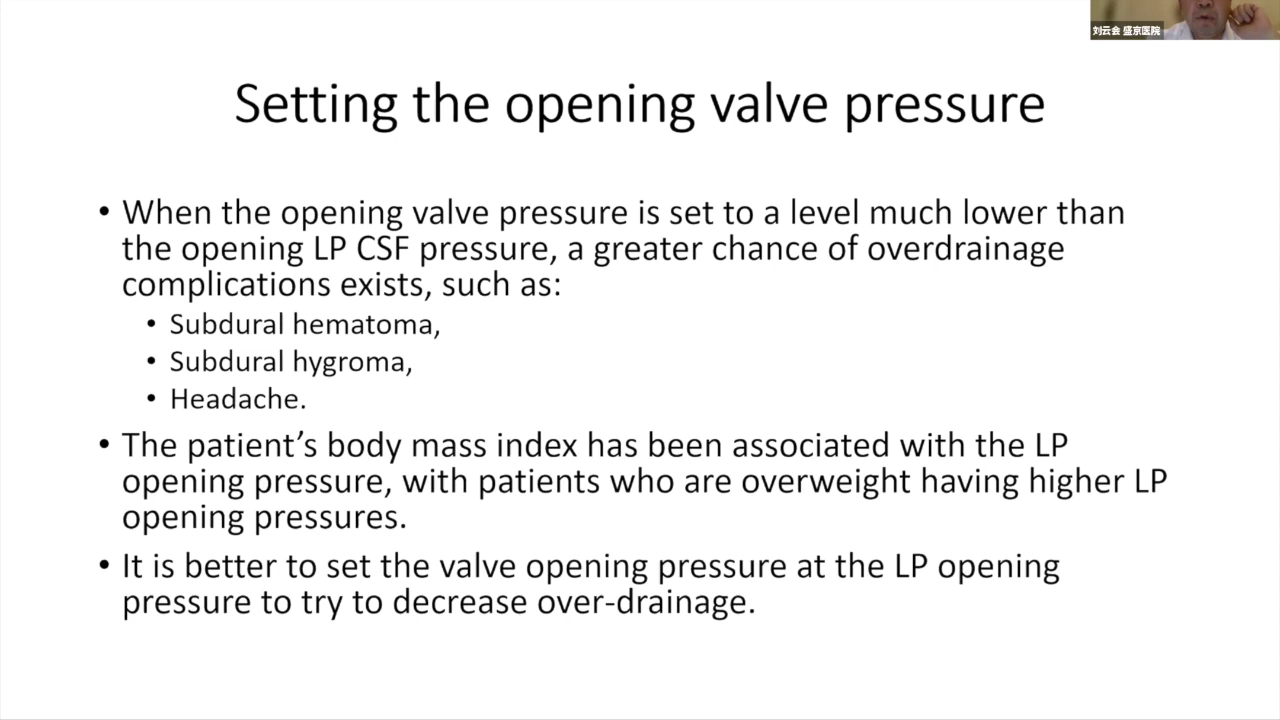 刘云会 盛京医院
Setting the opening valve pressure
• When the opening valve pressure is set to a level much lower than
the opening LP CSF pressure, a greater chance of overdrainage
complications exists, such as:
• Subdural hematoma,
• Subdural hygroma,
• Headache.
• The patient’s body mass index has been associated with the LP
opening pressure, with patients who are overweight having higher LP
opening pressures.
• It is better to set the valve opening pressure at the LP opening
pressure to try to decrease over-drainage.